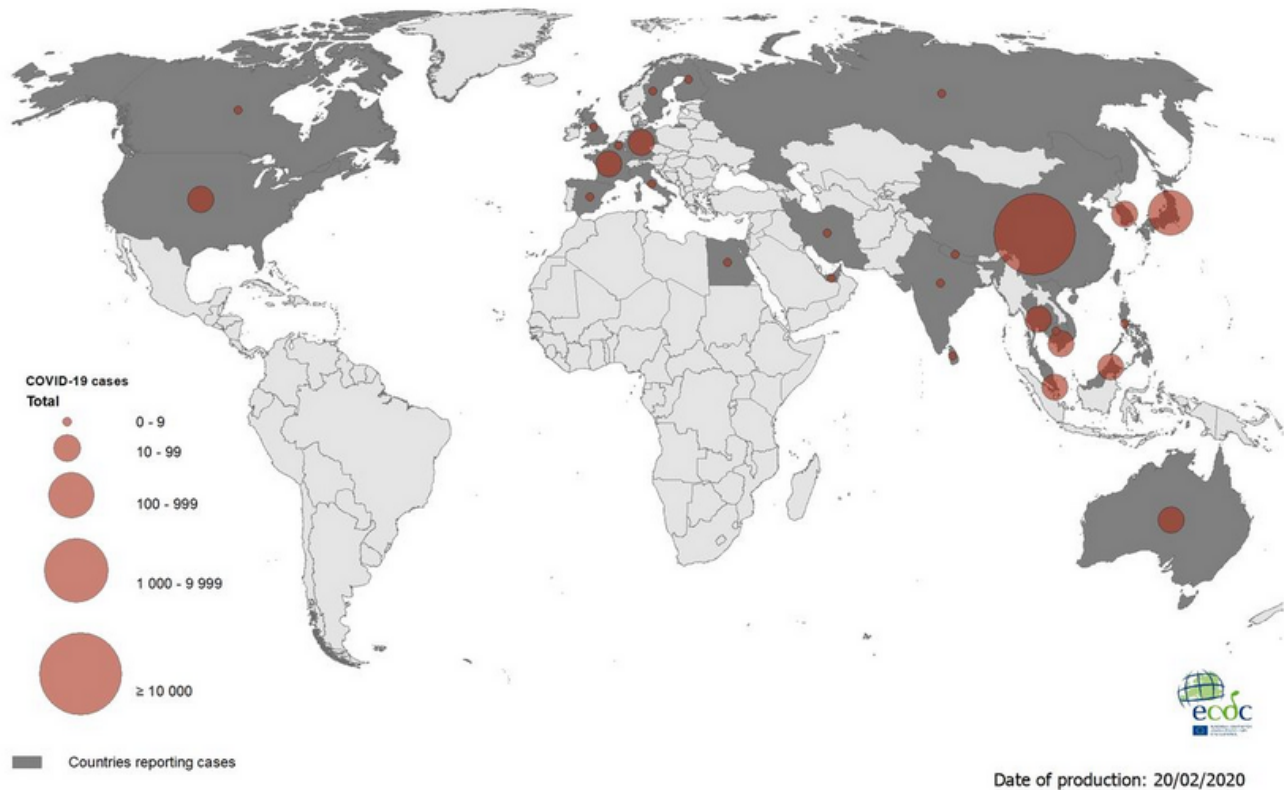 COVID-19 cases
Total
0 - 9
10 - 99
100 - 999
1 000 - 9 999
≥ 10 000
Countries reporting cases
ecdc
Date of production: 20/02/2020